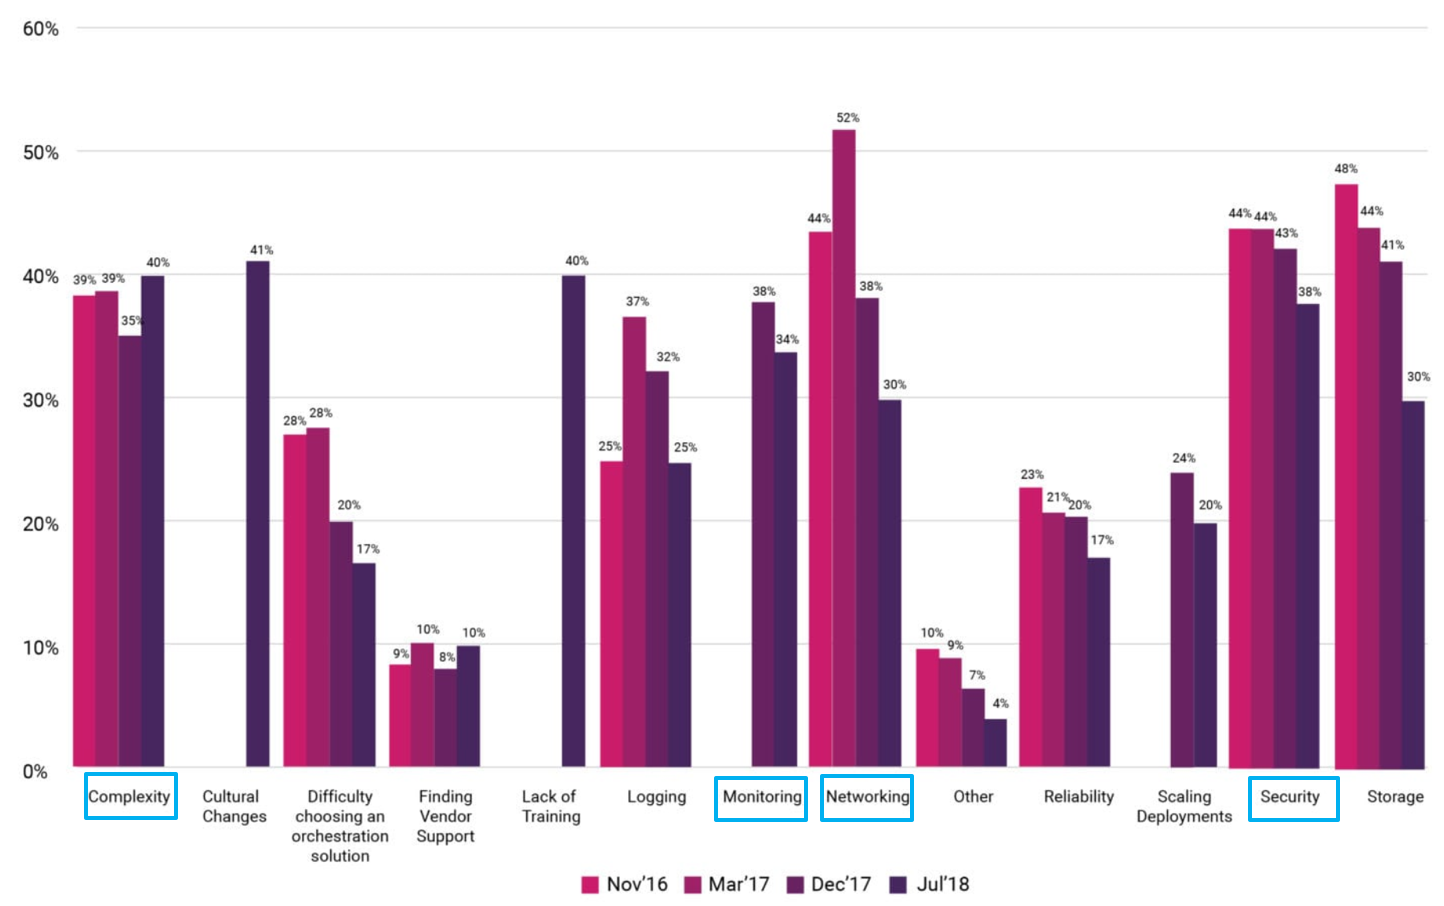 60%
50%
40%
30%
20%
10%
0%
39% 39% 35% 40%
41%
28% 28% 20% 17%
9% 10% 8% 10%
40%
25% 37% 32% 25%
38% 34%
44% 52% 38% 30%
10% 9% 7% 4%
23% 21% 20% 17%
24% 20%
44% 44% 43% 38%
48% 44% 41% 30%
Complexity
Cultural
Changes
Difficulty
choosing an
orchestration
solution
Finding
Vendor
Support
Lack of
Training
Logging
Monitoring
Networking
Other
Reliability
Scaling
Deployments
Security
Storage
Nov'16 Mar'17 Dec'17 Jul'18